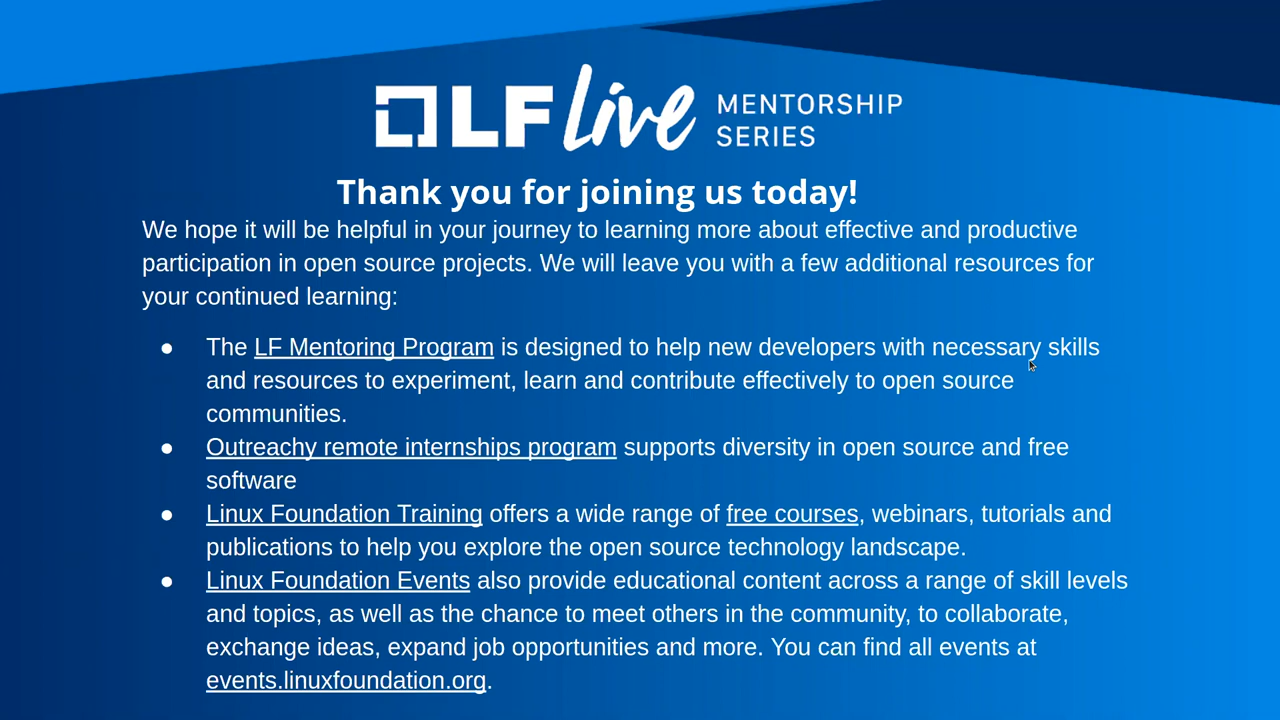 LF live MENTORSHIP
SERIES
Thank you for joining us today!
We hope it will be helpful in your journey to learning more about effective and productive
participation in open source projects. We will leave you with a few additional resources for
your continued learning:
● The LF Mentoring Program is designed to help new developers with necessary skills
and resources to experiment, learn and contribute effectively to open source
communities.
● Outreachy remote internships program supports diversity in open source and free
software
● Linux Foundation Training offers a wide range of free courses, webinars, tutorials and
publications to help you explore the open source technology landscape.
● Linux Foundation Events also provide educational content across a range of skill levels
and topics, as well as the chance to meet others in the community, to collaborate,
exchange ideas, expand job opportunities and more. You can find all events at
events.linuxfoundation.org.